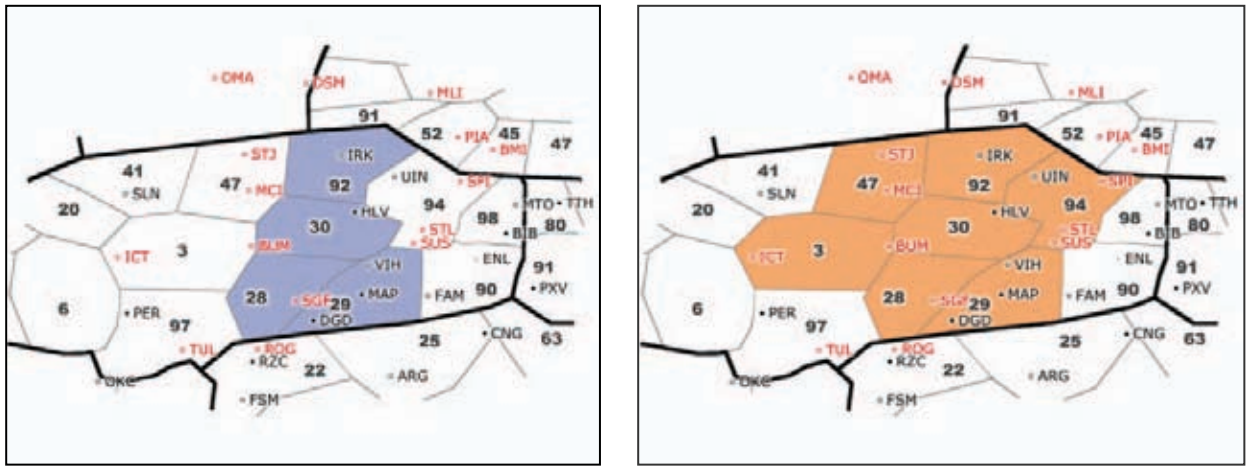 OMA
DSM
MLI
91
52
PIA
45
BMI
47
41
SLN
STJ
IRK
47
MCI
92
UIN
SPI
20
HLV
94
98
MTO
TTH
80
30
STL
SUS
BIB
3
BUM
ICT
VIH
ENL
91
28
SGF
29
MAP
FAM
90
PXV
6
PER
97
DGD
CNG
63
25
TUL
ROG
RZC
22
ARG
OKC
FSM
OMA
DSM
MLI
91
52
PIA
45
BMI
47
41
SLN
STJ
IRK
47
MCI
92
UIN
SPI
20
HLV
94
98
MTO
TTH
80
30
STL
SUS
BIB
3
BUM
ICT
VIH
ENL
91
28
SGF
29
MAP
FAM
90
PXV
6
PER
97
DGD
CNG
63
25
TUL
ROG
RZC
22
ARG
OKC
FSM